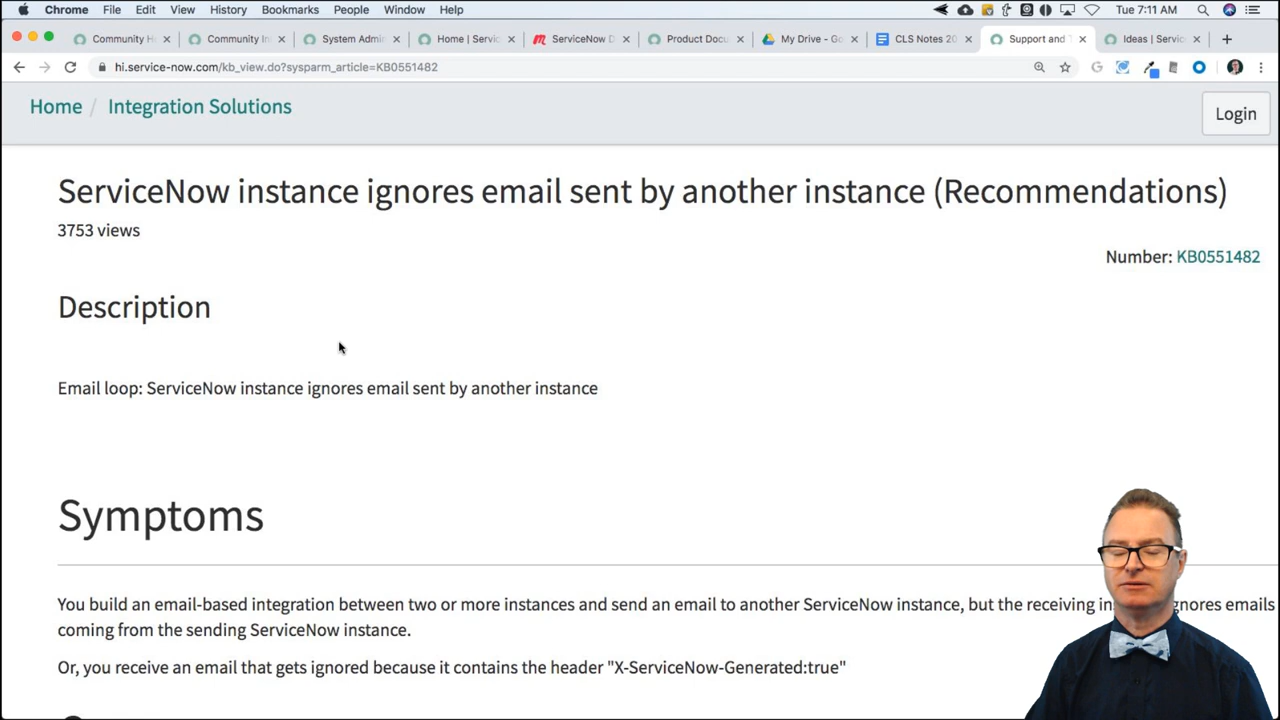 Chrome File Edit View History Bookmarks People Window Help Tue 7:11 AM
Community H Community In System Admin Home | Servic ServiceNow D Product Docu My Drive - Go CLS Notes 20 Support and T Ideas | Service
hi.service-now.com/kb_view.do?sysparm_article=KB0551482
Home / Integration Solutions
Login
ServiceNow instance ignores email sent by another instance (Recommendations)
3753 views
Number: KB0551482
Description
Email loop: ServiceNow instance ignores email sent by another instance
Symptoms
You build an email-based integration between two or more instances and send an email to another ServiceNow instance, but the receiving in gnores emails
coming from the sending ServiceNow instance.
Or, you receive an email that gets ignored because it contains the header "X-ServiceNow-Generated:true"